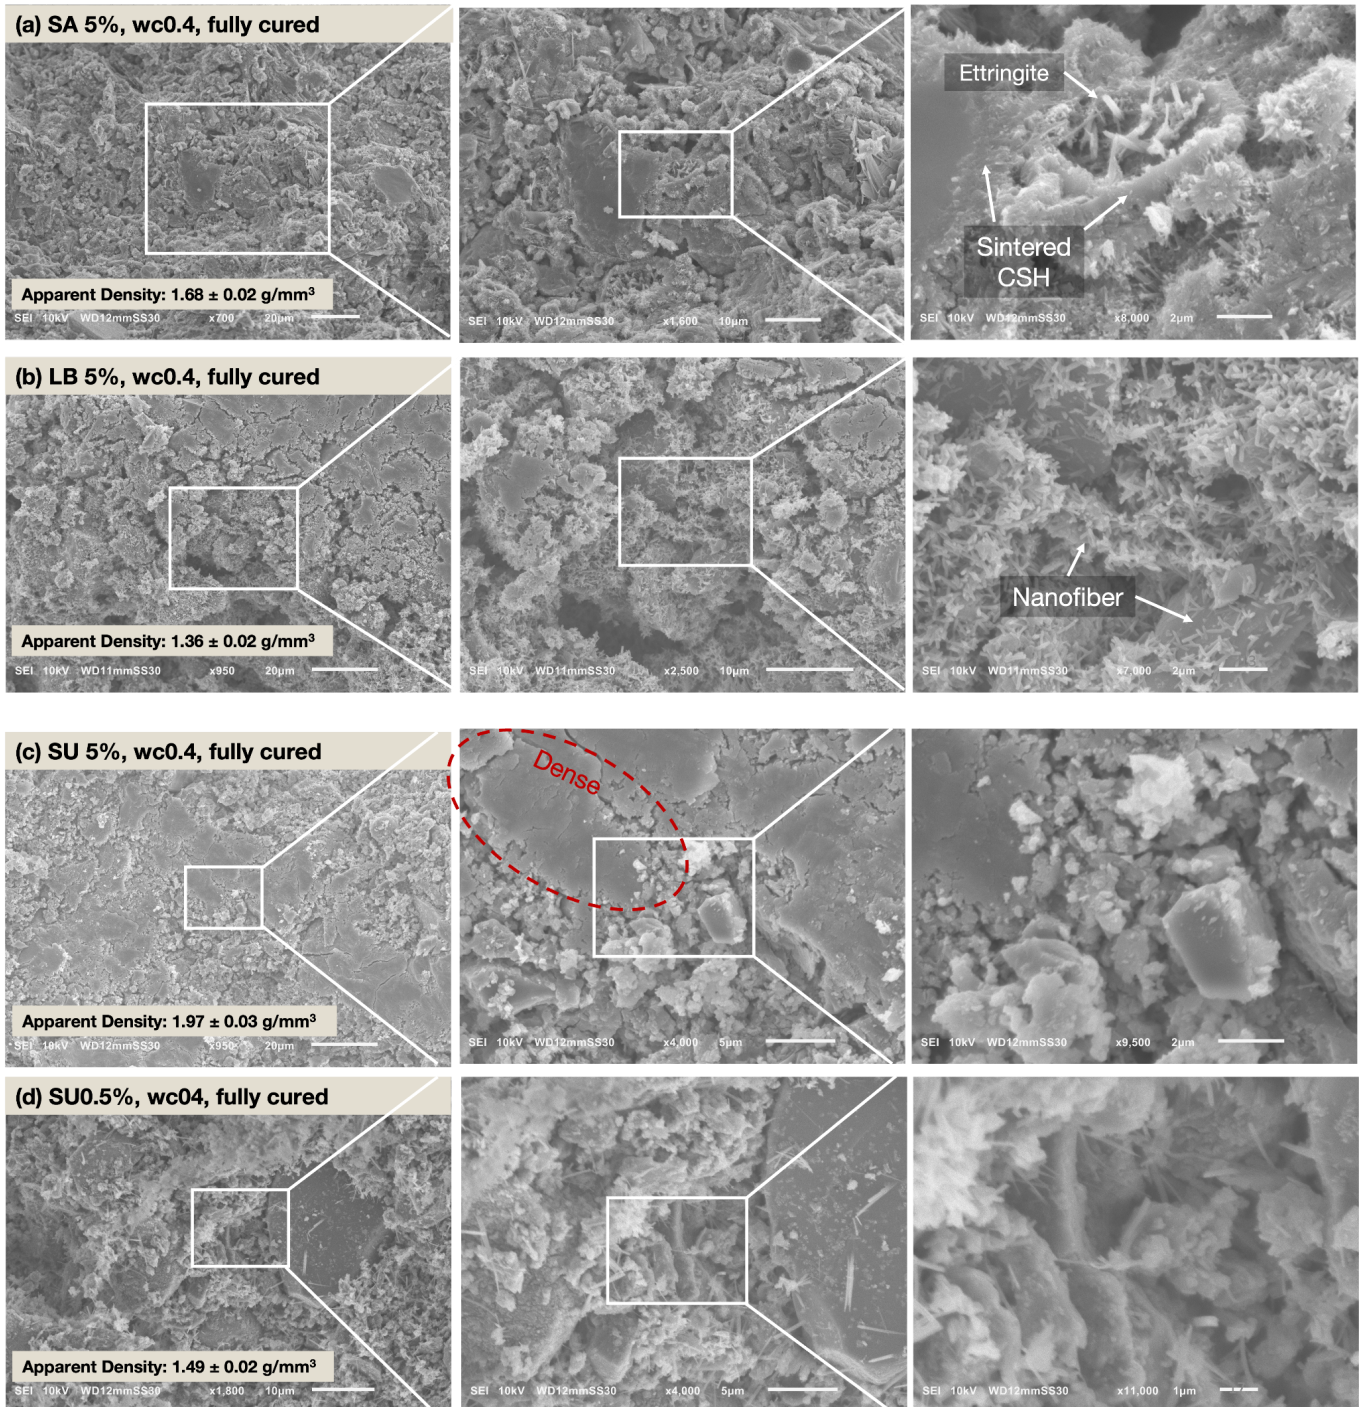 (a) SA 5%, wc0.4, fully cured
Apparent Density: 1.68 ± 0.02 g/mm³
SEI 10kV WD12mmSS30 x700 20μm
SEI 10kV WD12mmSS30 x1,600 10μm
Ettringite
Sintered
CSH
SEI 10kV WD12mmSS30 x8,000 2μm
(b) LB 5%, wc0.4, fully cured
Apparent Density: 1.36 ± 0.02 g/mm³
SEI 10kV WD11mmSS30 x950 20μm
SEI 10kV WD11mmSS30 x2,500 10μm
Nanofiber
SEI 10kV WD11mmSS30 x7,000 2μm
(c) SU 5%, wc0.4, fully cured
Apparent Density: 1.97 ± 0.03 g/mm³
SEI 10kV WD12mmSS30 x950 20μm
Dense
SEI 10kV WD12mmSS30 x4,000 5μm
SEI 10kV WD12mmSS30 x9,500 2μm
(d) SU0.5%, wc04, fully cured
Apparent Density: 1.49 ± 0.02 g/mm³
SEI 10kV WD12mmSS30 x1,800 10μm
SEI 10kV WD12mmSS30 x4,000 5μm
SEI 10kV WD12mmSS30 x11,000 1μm